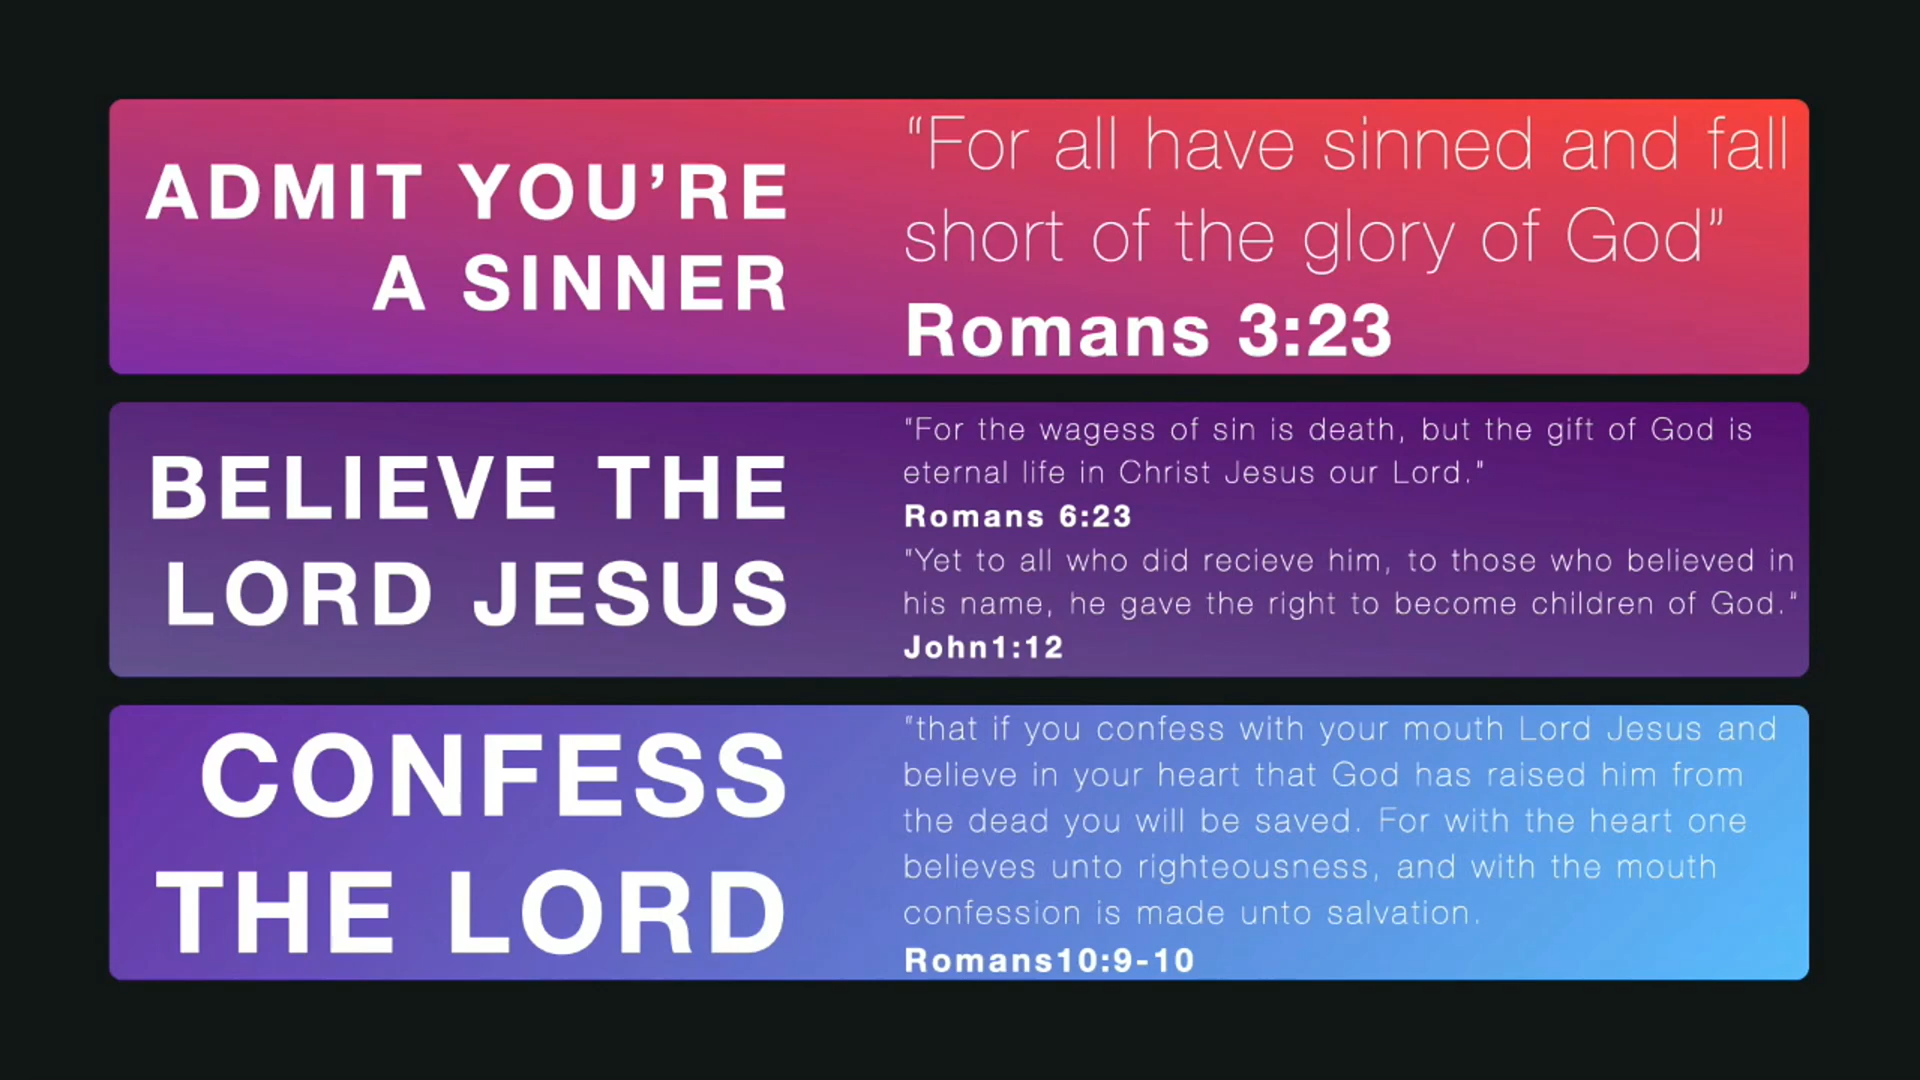 ADMIT YOU’RE
A SINNER
“For all have sinned and fall
short of the glory of God”
Romans 3:23
BELIEVE THE
LORD JESUS
"For the wagess of sin is death, but the gift of God is
eternal life in Christ Jesus our Lord."
Romans 6:23
"Yet to all who did recieve him, to those who believed in
his name, he gave the right to become children of God."
John1:12
CONFESS
THE LORD
"that if you confess with your mouth Lord Jesus and
believe in your heart that God has raised him from
the dead you will be saved. For with the heart one
believes unto righteousness, and with the mouth
confession is made unto salvation.
Romans10:9-10